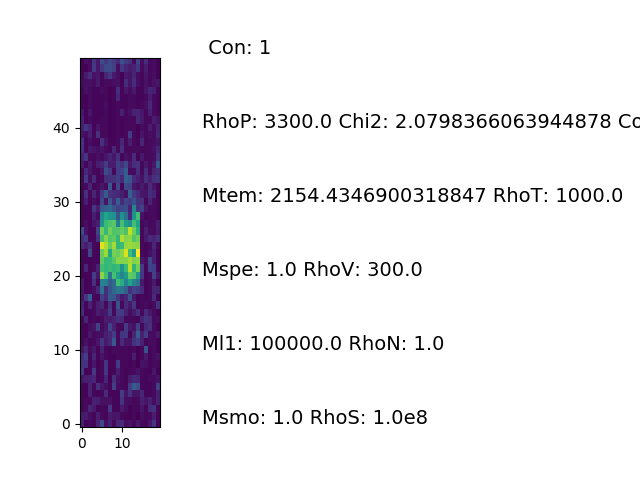 Con: 1
RhoP: 3300.0 Chi2: 2.0798366063944878 Co
40
Mtem: 2154.4346900318847 RhoT: 1000.0
30
Mspe: 1.0 RhoV: 300.0
20
Ml1: 100000.0 RhoN: 1.0
10
Msmo: 1.0 RhoS: 1.0e8
0
0 10